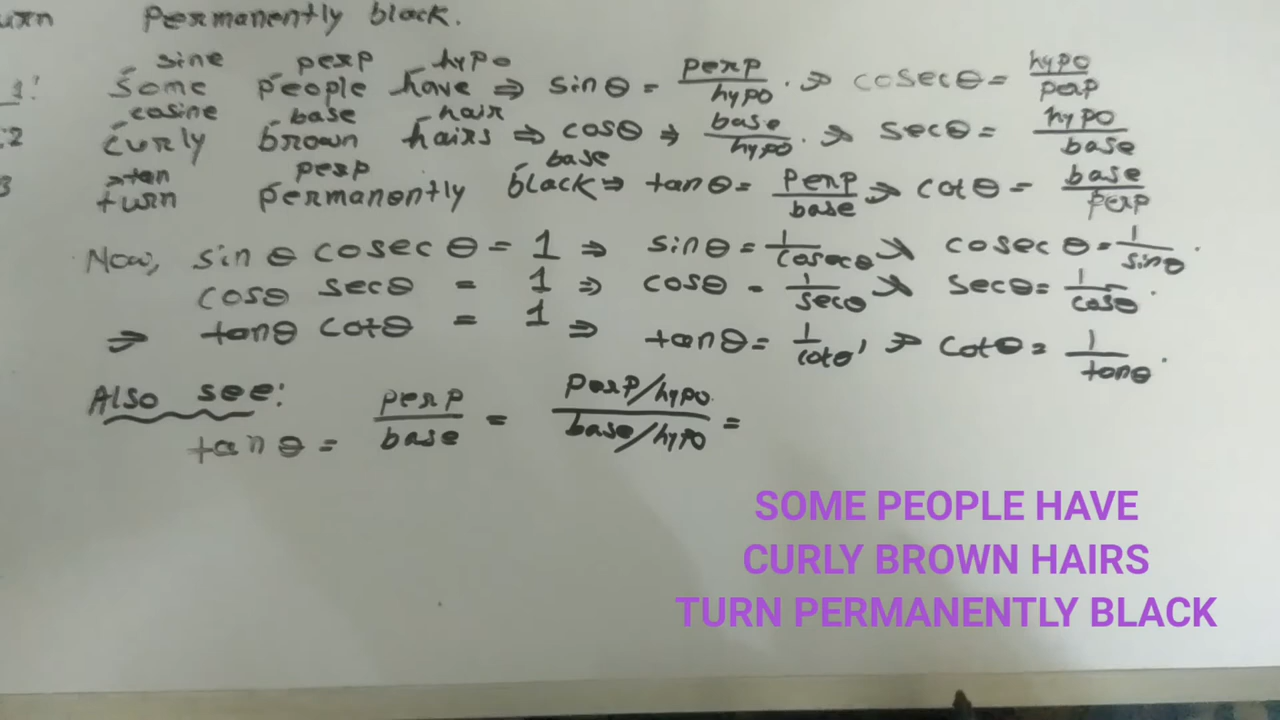 urn Permanently black.
sine perp hypo
1: some people have ⇒ sinθ = perp/hypo. ⇒ cosecθ = hypo/perp
cosine base hair
:2 curly brown hairs ⇒ cosθ ⇒ base/hypo. ⇒ secθ = hypo/base
tan perp base
3 turn permanently black ⇒ tanθ = perp/base ⇒ cotθ = base/perp
Now, sinθ cosecθ = 1 ⇒ sinθ = 1/cosecθ ⇒ cosecθ = 1/sinθ.
cosθ secθ = 1 ⇒ cosθ = 1/secθ ⇒ secθ = 1/cosθ.
⇒ tanθ cotθ = 1 ⇒ tanθ = 1/cotθ, ⇒ cotθ = 1/tanθ.
Also see:
tanθ = perp/base = perp/hypo. / base/hypo =
SOME PEOPLE HAVE
CURLY BROWN HAIRS
TURN PERMANENTLY BLACK